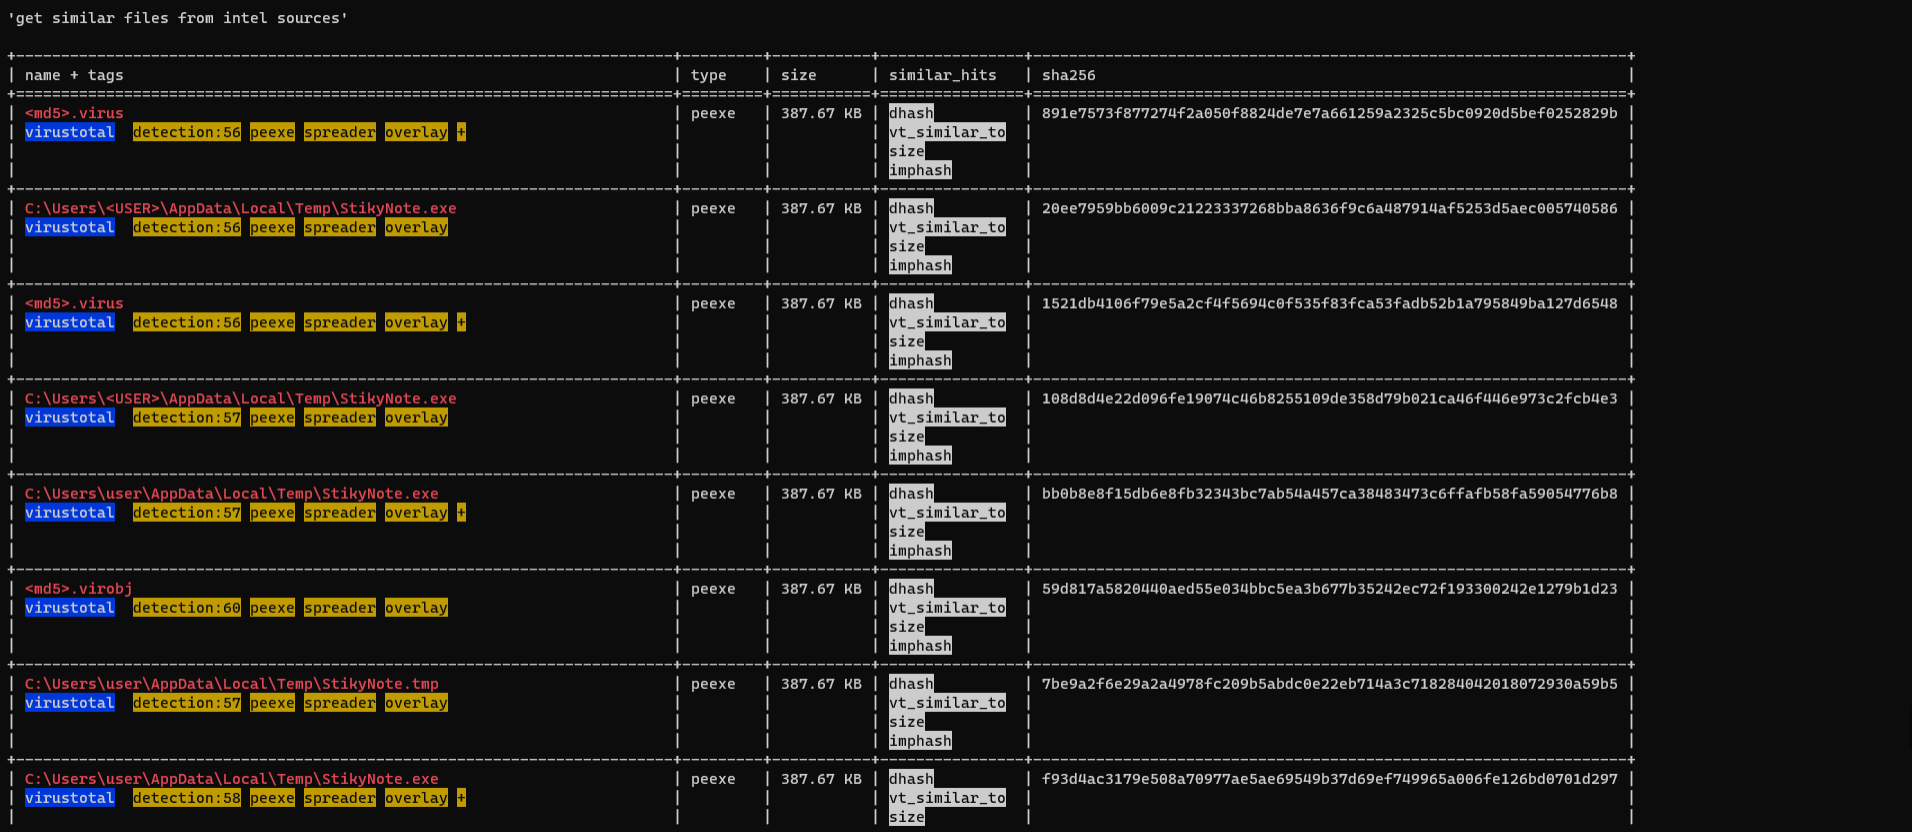 'get similar files from intel sources'
name + tags | type | size | similar_hits | sha256
<md5>.virus | peexe | 387.67 KB | dhash | 891e7573f877274f2a050f8824de7e7a661259a2325c5bc0920d5bef0252829b
virustotal detection:56 peexe spreader overlay + | vt_similar_to
size
imphash
C:\Users\<USER>\AppData\Local\Temp\StikyNote.exe | peexe | 387.67 KB | dhash | 20ee7959bb6009c21223337268bba8636f9c6a487914af5253d5aec005740586
virustotal detection:56 peexe spreader overlay | vt_similar_to
size
imphash
<md5>.virus | peexe | 387.67 KB | dhash | 1521db4106f79e5a2cf4f5694c0f535f83fca53fadb52b1a795849ba127d6548
virustotal detection:56 peexe spreader overlay + | vt_similar_to
size
imphash
C:\Users\<USER>\AppData\Local\Temp\StikyNote.exe | peexe | 387.67 KB | dhash | 108d8d4e22d096fe19074c46b8255109de358d79b021ca46f446e973c2fcb4e3
virustotal detection:57 peexe spreader overlay | vt_similar_to
size
imphash
C:\Users\user\AppData\Local\Temp\StikyNote.exe | peexe | 387.67 KB | dhash | bb0b8e8f15db6e8fb32343bc7ab54a457ca38483473c6ffafb58fa59054776b8
virustotal detection:57 peexe spreader overlay + | vt_similar_to
size
imphash
<md5>.virobj | peexe | 387.67 KB | dhash | 59d817a5820440aed55e034bbc5ea3b677b35242ec72f193300242e1279b1d23
virustotal detection:60 peexe spreader overlay | vt_similar_to
size
imphash
C:\Users\user\AppData\Local\Temp\StikyNote.tmp | peexe | 387.67 KB | dhash | 7be9a2f6e29a2a4978fc209b5abdc0e22eb714a3c718284042018072930a59b5
virustotal detection:57 peexe spreader overlay | vt_similar_to
size
imphash
C:\Users\user\AppData\Local\Temp\StikyNote.exe | peexe | 387.67 KB | dhash | f93d4ac3179e508a70977ae5ae69549b37d69ef749965a006fe126bd0701d297
virustotal detection:58 peexe spreader overlay + | vt_similar_to
size